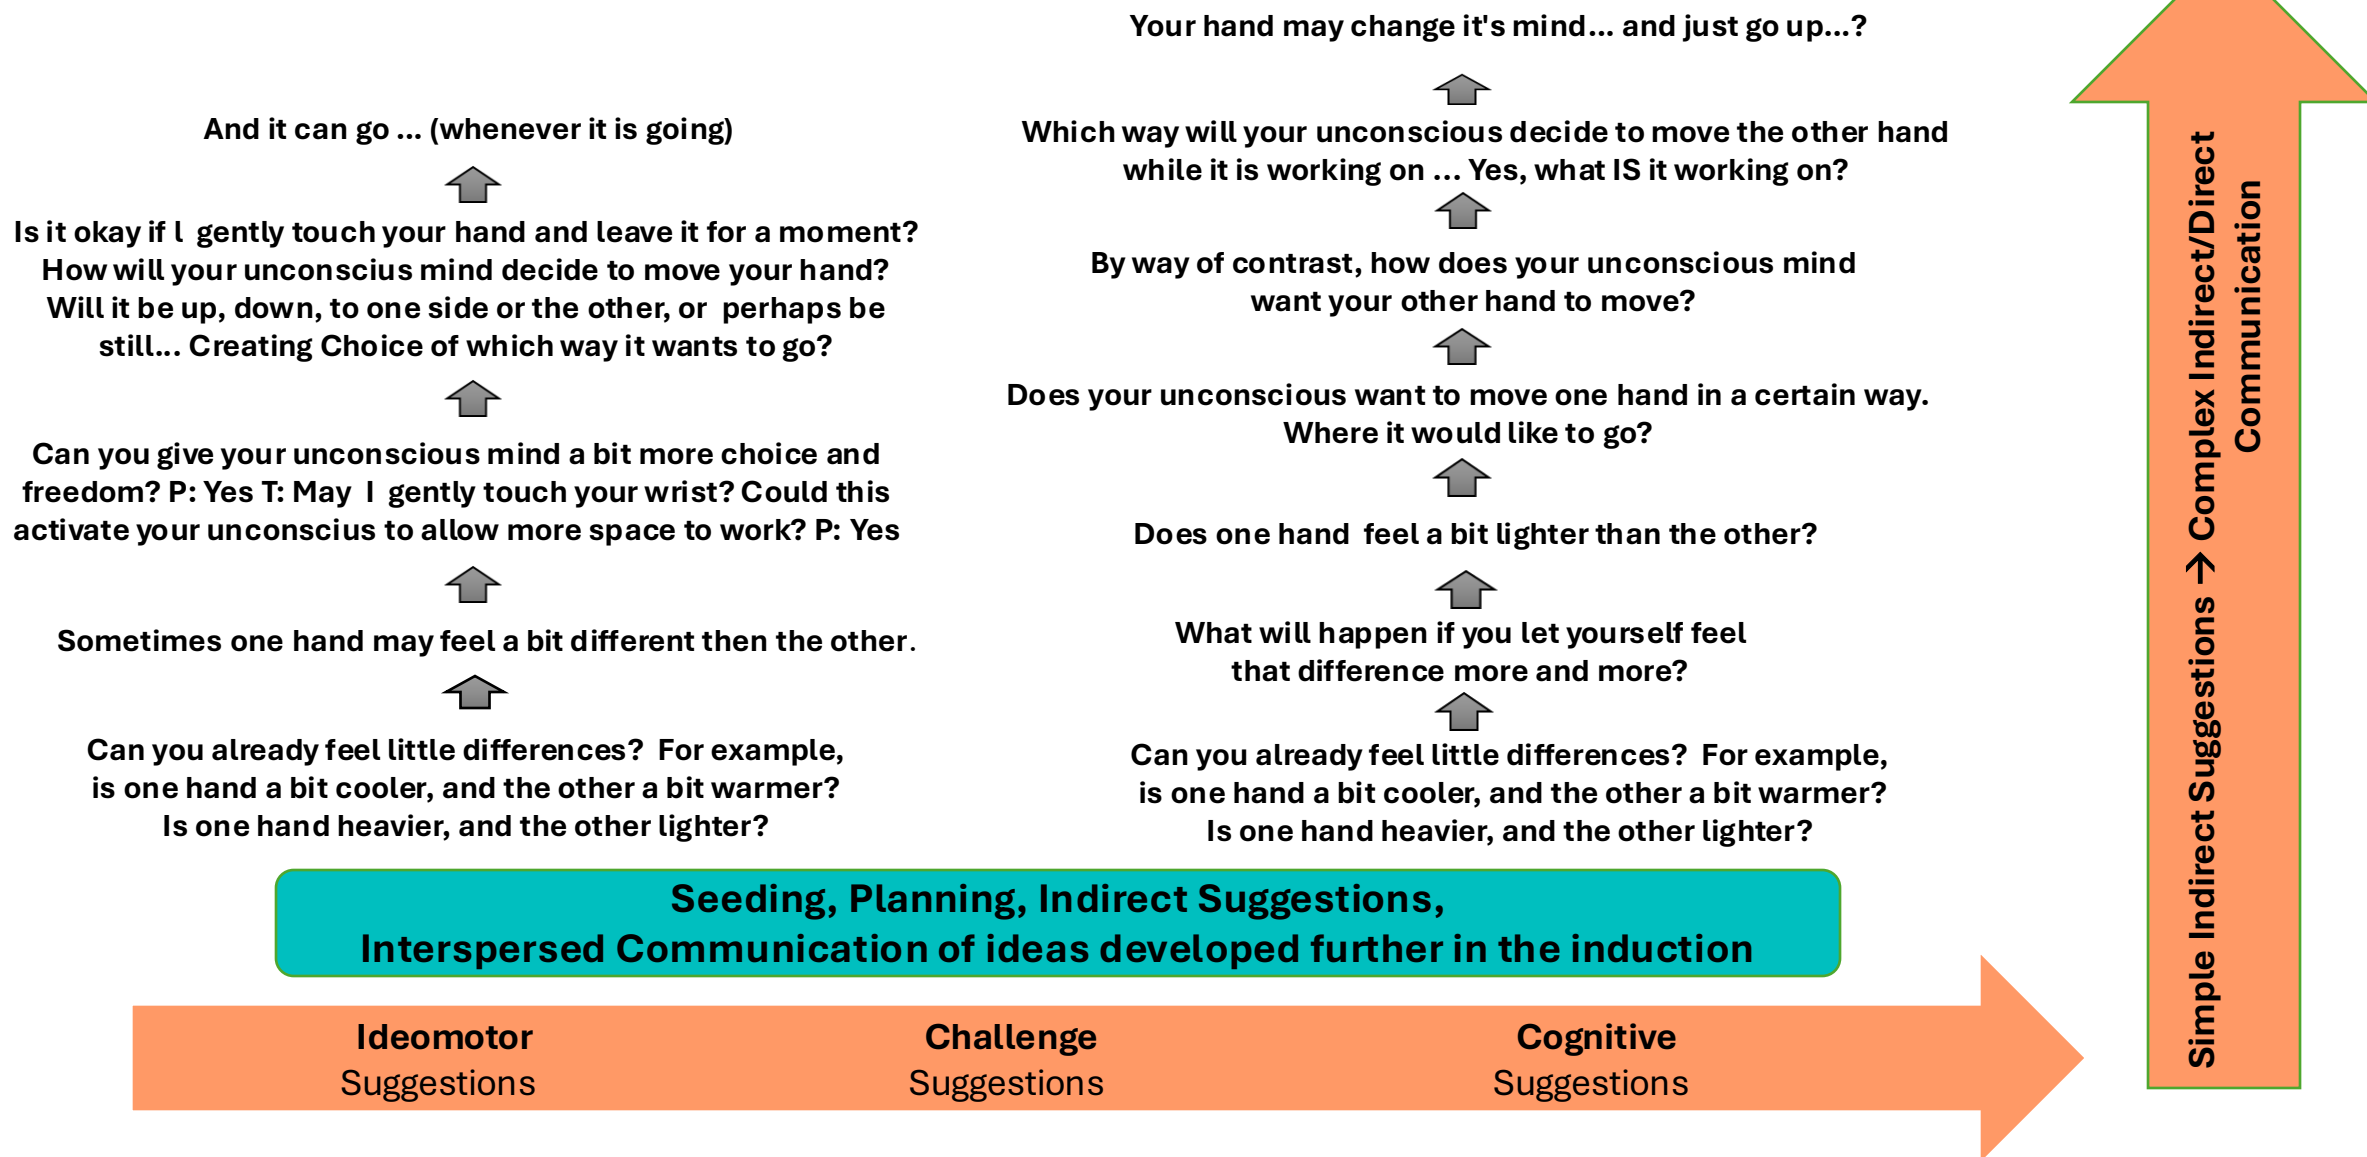 And it can go ... (whenever it is going)
Is it okay if l gently touch your hand and leave it for a moment?
How will your unconscius mind decide to move your hand?
Will it be up, down, to one side or the other, or perhaps be
still... Creating Choice of which way it wants to go?
Can you give your unconscious mind a bit more choice and
freedom? P: Yes T: May I gently touch your wrist? Could this
activate your unconscius to allow more space to work? P: Yes
Sometimes one hand may feel a bit different then the other.
Can you already feel little differences? For example,
is one hand a bit cooler, and the other a bit warmer?
Is one hand heavier, and the other lighter?
Your hand may change it's mind... and just go up...?
Which way will your unconscious decide to move the other hand
while it is working on ... Yes, what IS it working on?
By way of contrast, how does your unconscious mind
want your other hand to move?
Does your unconscious want to move one hand in a certain way.
Where it would like to go?
Does one hand feel a bit lighter than the other?
What will happen if you let yourself feel
that difference more and more?
Can you already feel little differences? For example,
is one hand a bit cooler, and the other a bit warmer?
Is one hand heavier, and the other lighter?
Seeding, Planning, Indirect Suggestions,
Interspersed Communication of ideas developed further in the induction
Ideomotor
Suggestions
Challenge
Suggestions
Cognitive
Suggestions
Simple Indirect Suggestions → Complex Indirect/Direct
Communication